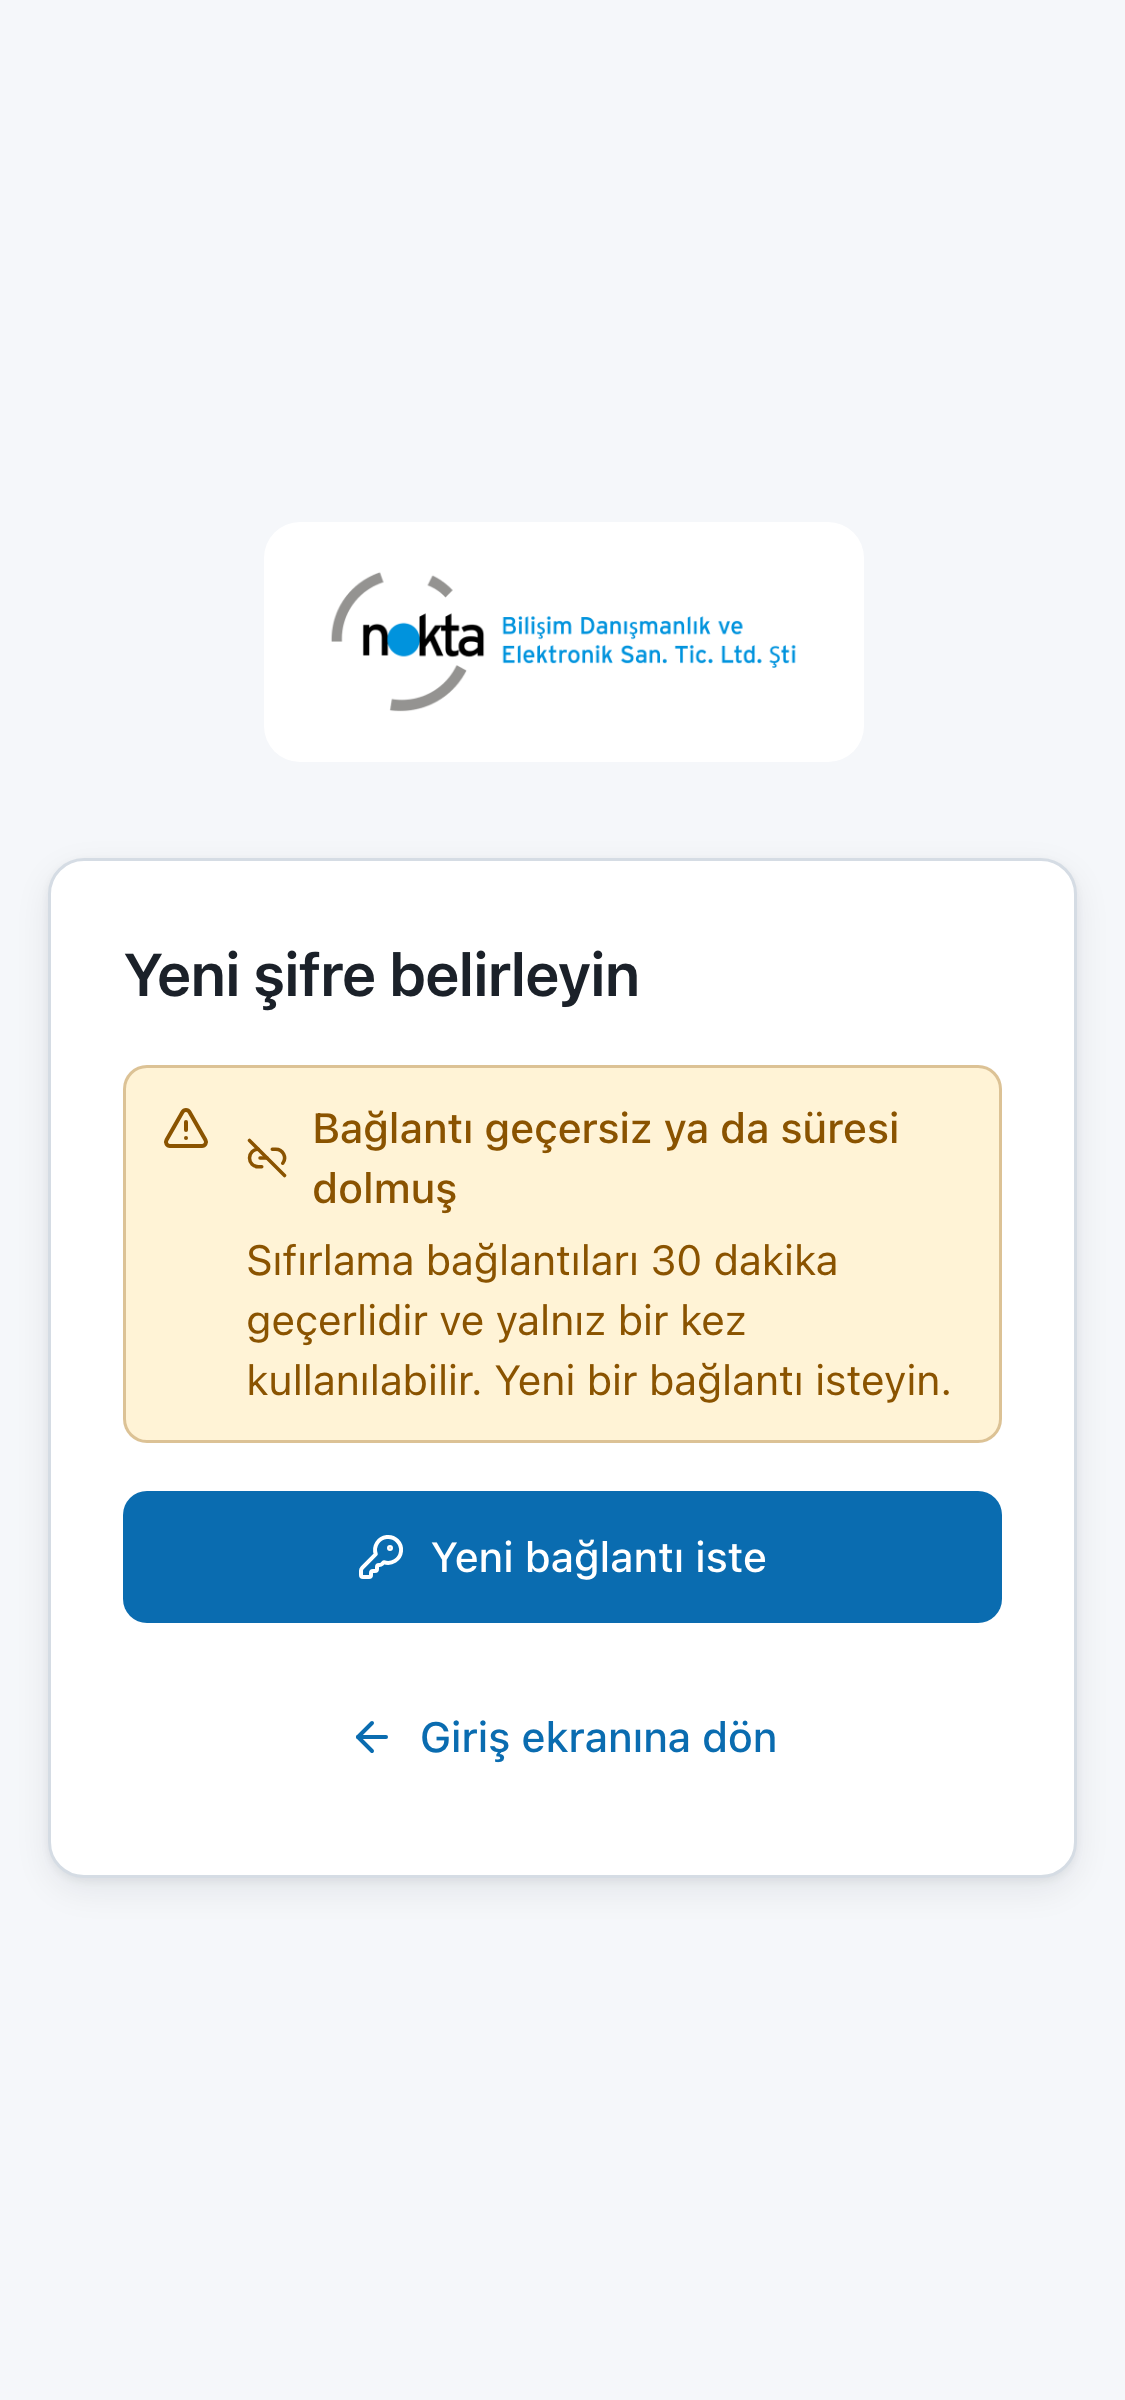 nokta
Bilişim Danışmanlık ve
Elektronik San. Tic. Ltd. Şti
Yeni şifre belirleyin
Bağlantı geçersiz ya da süresi
dolmuş
Sıfırlama bağlantıları 30 dakika
geçerlidir ve yalnız bir kez
kullanılabilir. Yeni bir bağlantı isteyin.
Yeni bağlantı iste
Giriş ekranına dön